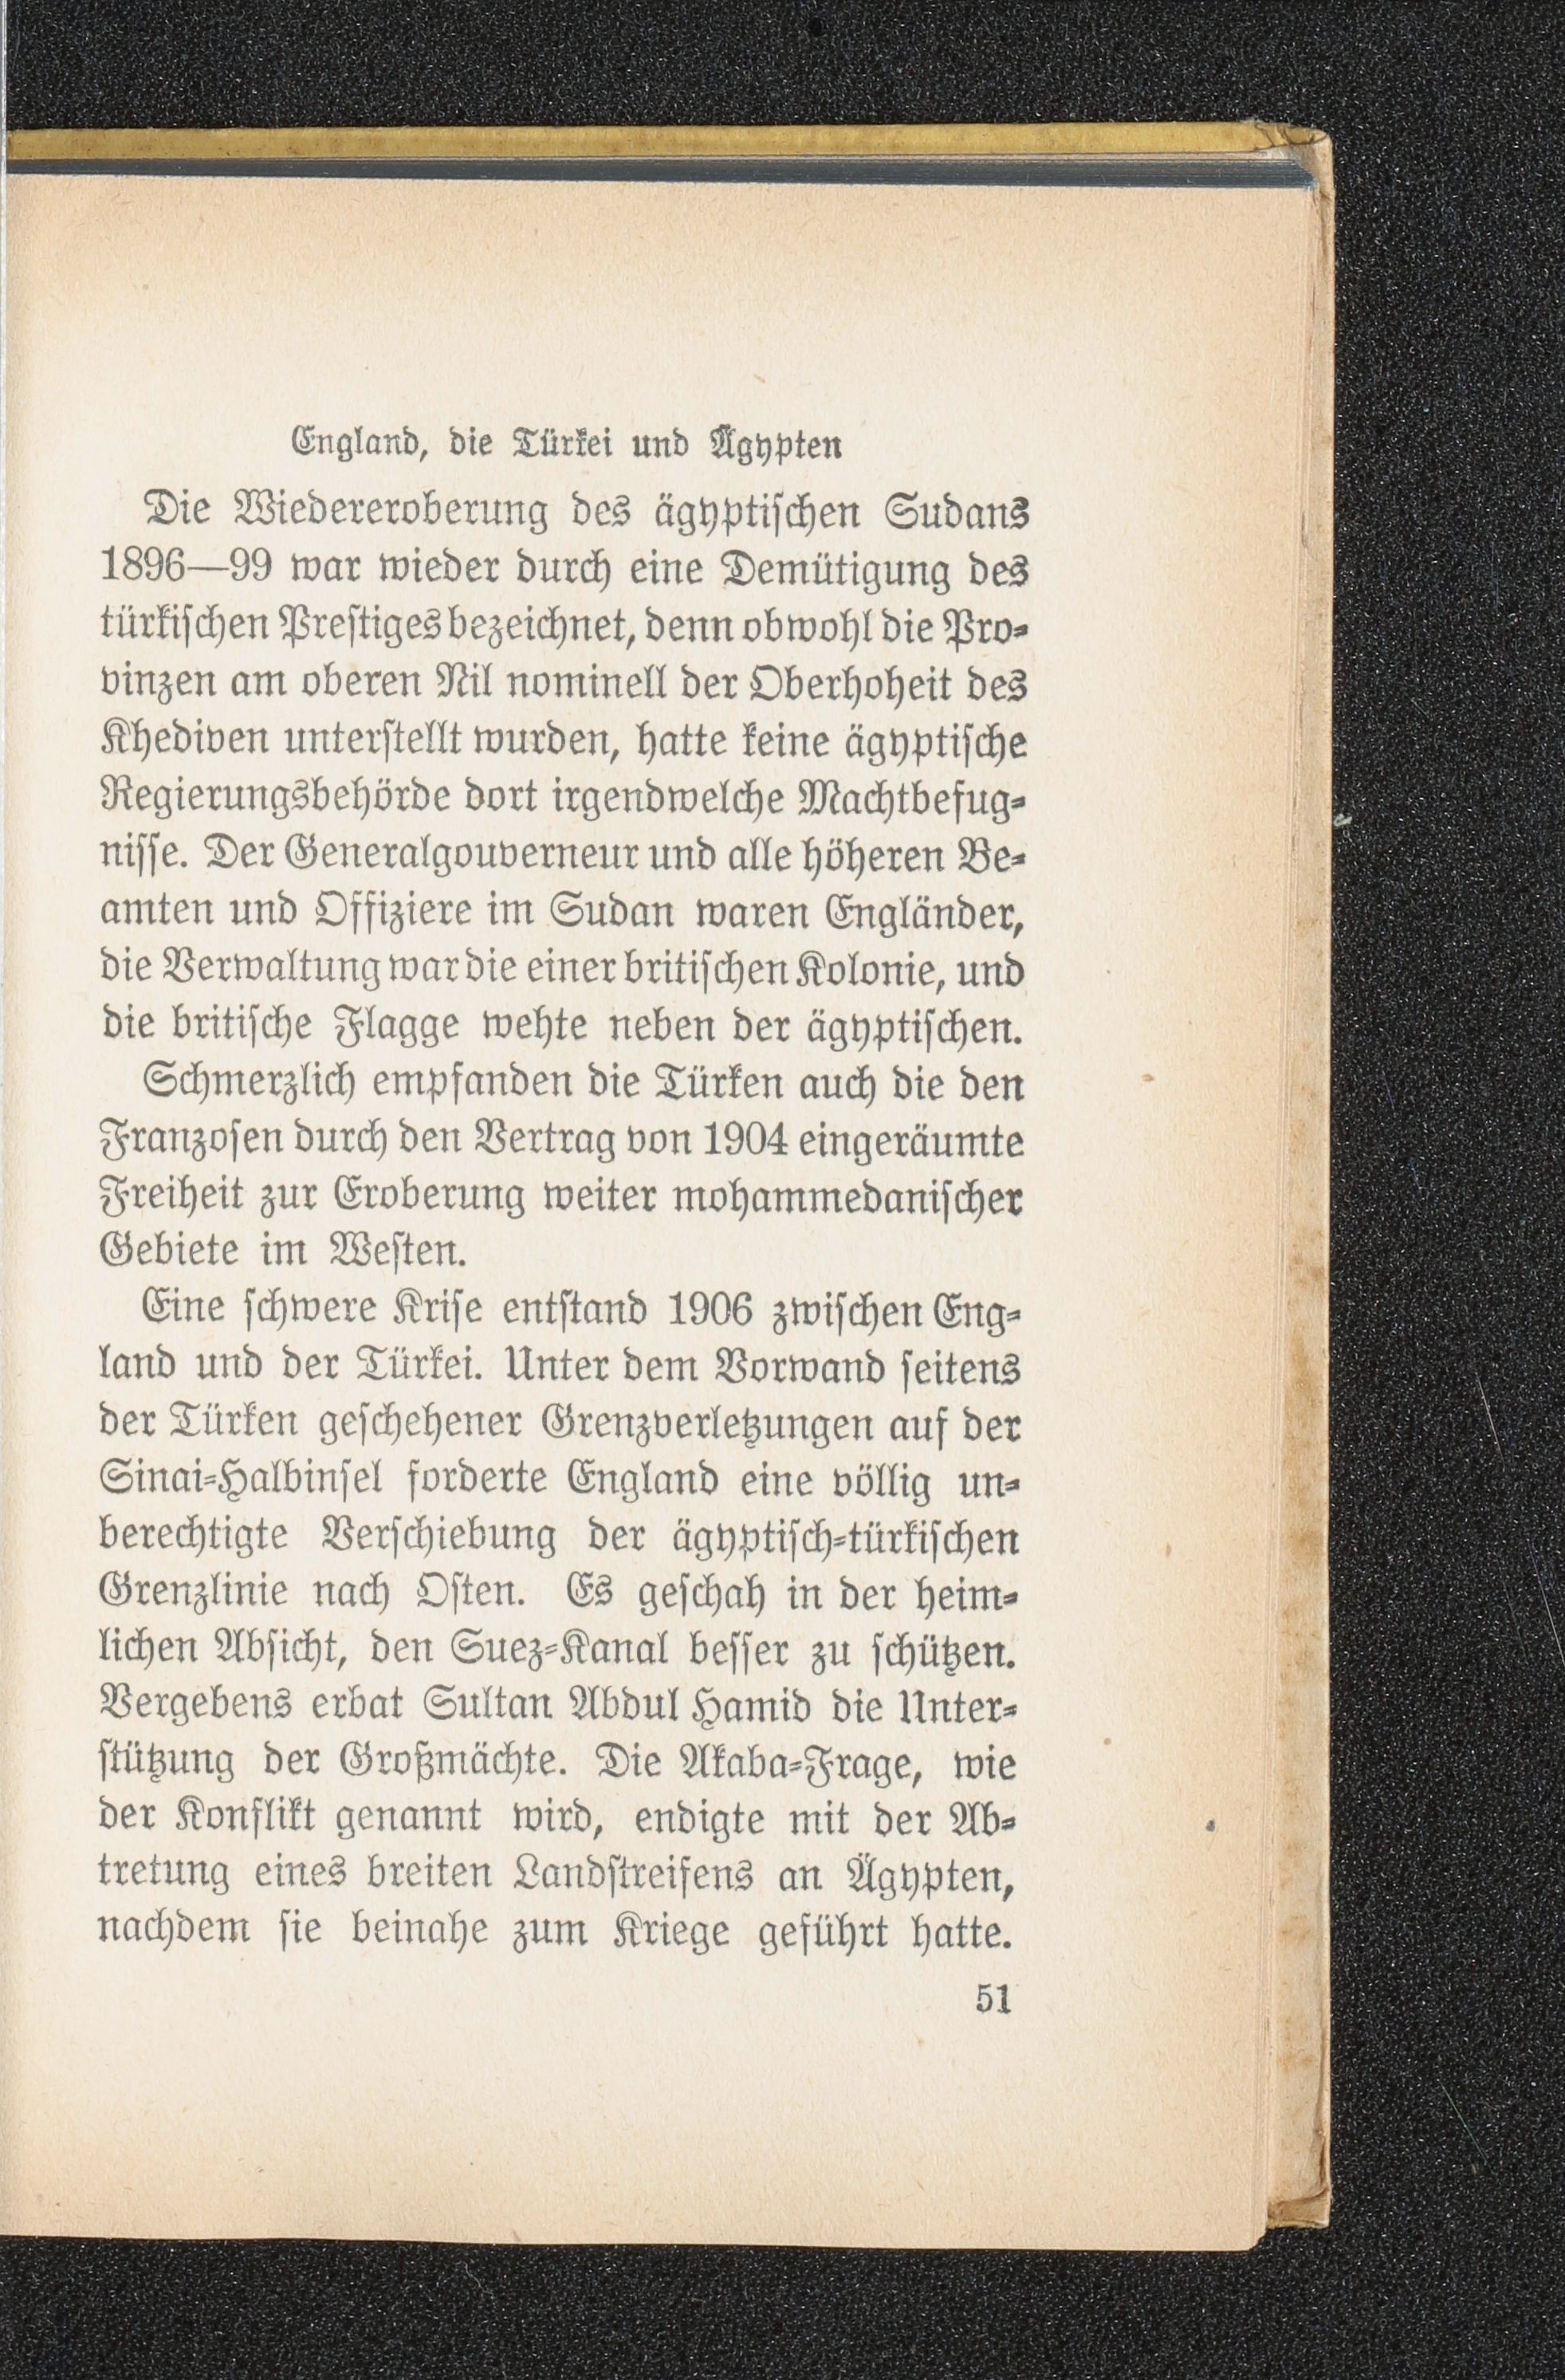 England, die Türkei und Ägypten
Die Wiedereroberung des ägyptischen Sudans
1896—99 war wieder durch eine Demütigung des
türkischen Prestiges bezeichnet, denn obwohl die Pro-
vinzen am oberen Nil nominell der Oberhoheit des
Khediven unterstellt wurden, hatte keine ägyptische
Regierungsbehörde dort irgendwelche Machtbefug-
nisse. Der Generalgouverneur und alle höheren Be-
amten und Offiziere im Sudan waren Engländer,
die Verwaltung war die einer britischen Kolonie, und
die britische Flagge wehte neben der ägyptischen.
Schmerzlich empfanden die Türken auch die den
Franzosen durch den Vertrag von 1904 eingeräumte
Freiheit zur Eroberung weiter mohammedanischer
Gebiete im Westen.
Eine schwere Krise entstand 1906 zwischen Eng-
land und der Türkei. Unter dem Vorwand seitens
der Türken geschehener Grenzverletzungen auf der
Sinai-Halbinsel forderte England eine völlig un-
berechtigte Verschiebung der ägyptisch-türkischen
Grenzlinie nach Osten. Es geschah in der heim-
lichen Absicht, den Suez-Kanal besser zu schützen.
Vergebens erbat Sultan Abdul Hamid die Unter-
stützung der Großmächte. Die Akaba-Frage, wie
der Konflikt genannt wird, endigte mit der Ab-
tretung eines breiten Landstreifens an Ägypten,
nachdem sie beinahe zum Kriege geführt hatte.
51